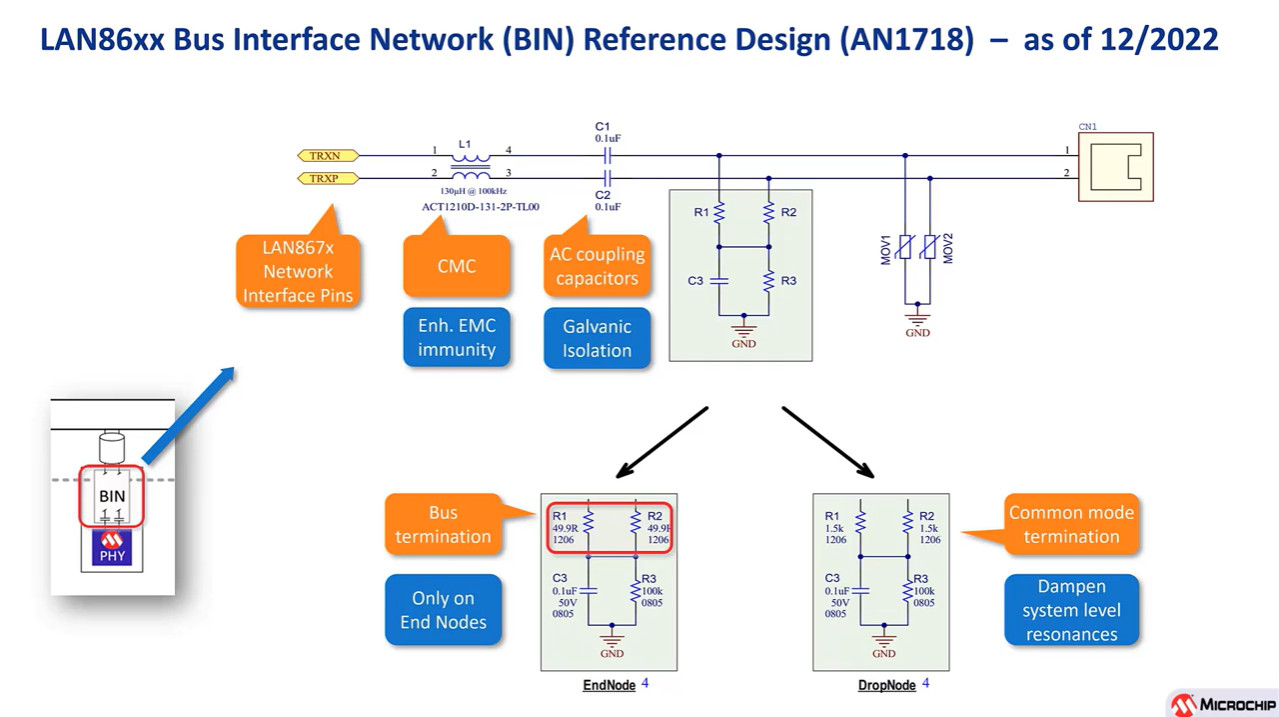 LAN86xx Bus Interface Network (BIN) Reference Design (AN1718) – as of 12/2022
TRXN
TRXP
1
2
L1
4
3
130µH @ 100kHz
ACT1210D-131-2P-TL00
C1
0.1uF
C2
0.1uF
R1
R2
C3
R3
GND
MOV1
MOV2
GND
CN1
1
2
LAN867x
Network
Interface Pins
CMC
Enh. EMC
immunity
AC coupling
capacitors
Galvanic
Isolation
BIN
PHY
Bus
termination
Only on
End Nodes
R1
49.9R
1206
R2
49.9R
1206
C3
0.1uF
50V
0805
R3
100k
0805
GND
EndNode 4
R1
1.5k
1206
R2
1.5k
1206
C3
0.1uF
50V
0805
R3
100k
0805
GND
DropNode 4
Common mode
termination
Dampen
system level
resonances
MICROCHIP